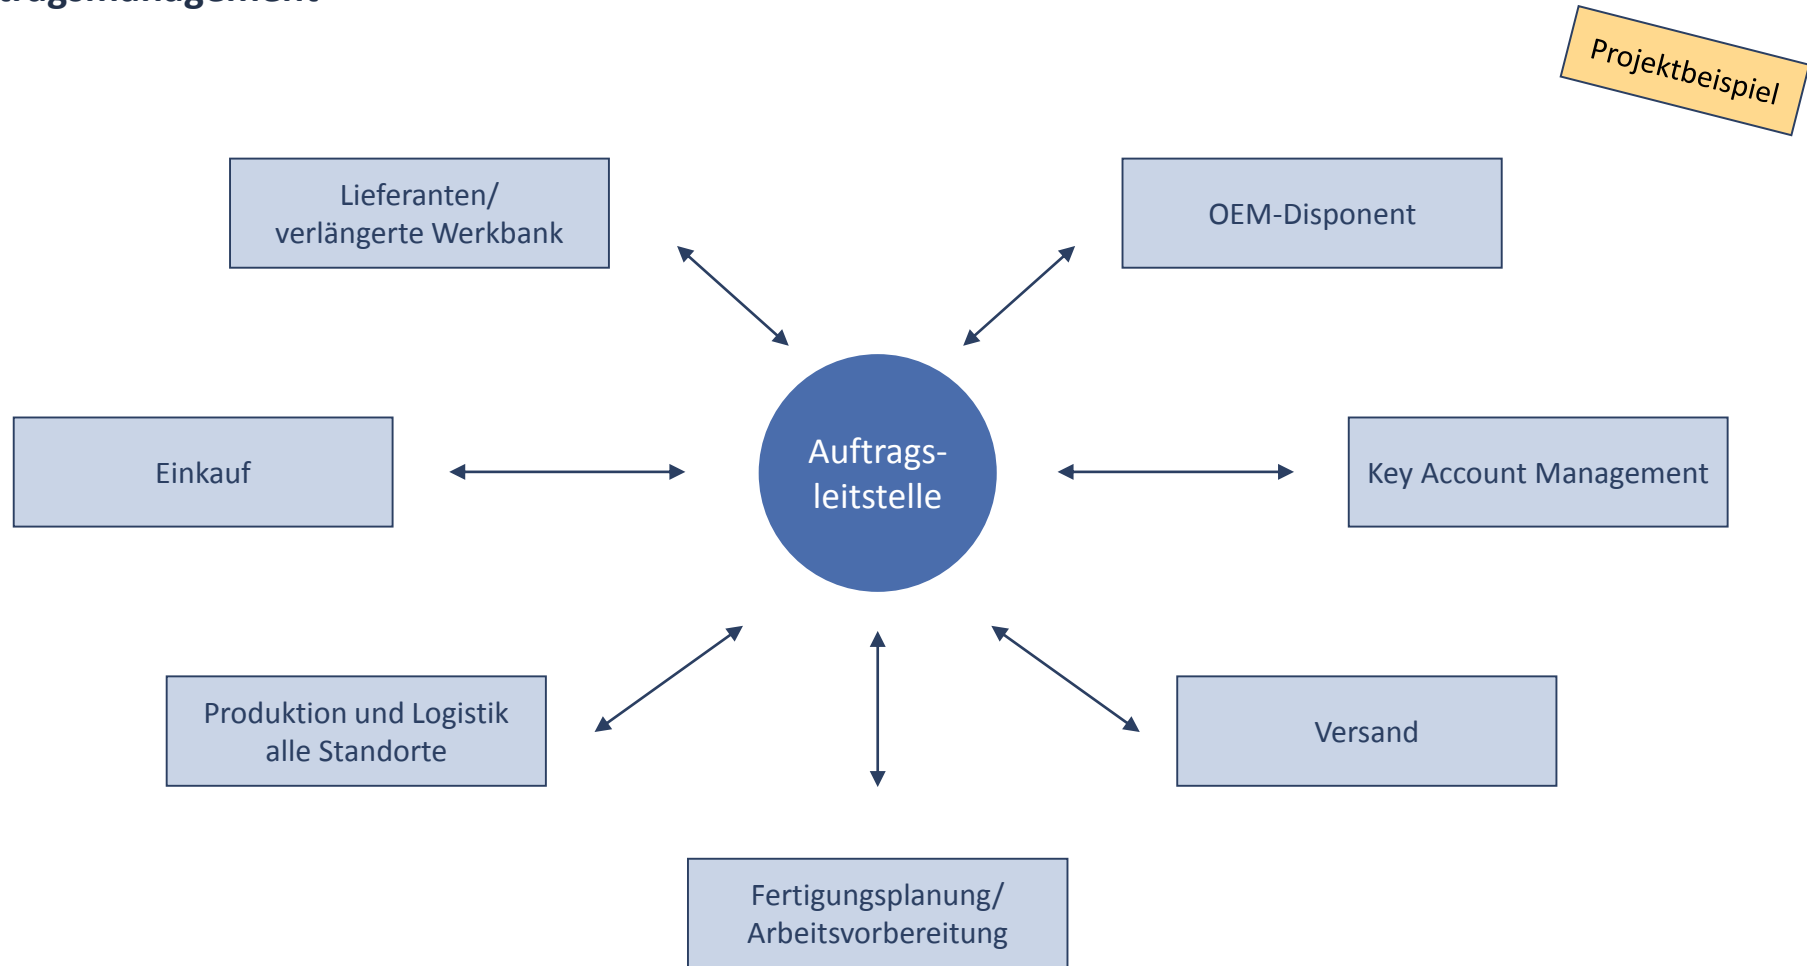 Projektbeispiel
Lieferanten/
verlängerte Werkbank
OEM-Disponent
Einkauf
Auftrags-
leitstelle
Key Account Management
Produktion und Logistik
alle Standorte
Versand
Fertigungsplanung/
Arbeitsvorbereitung